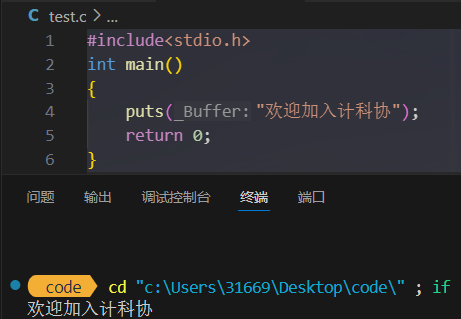 test.c > ...
1 #include<stdio.h>
2 int main()
3 {
4 puts(_Buffer:"欢迎加入计科协");
5 return 0;
6 }
问题 输出 调试控制台 终端 端口
code cd "c:\Users\31669\Desktop\code\" ; if
欢迎加入计科协